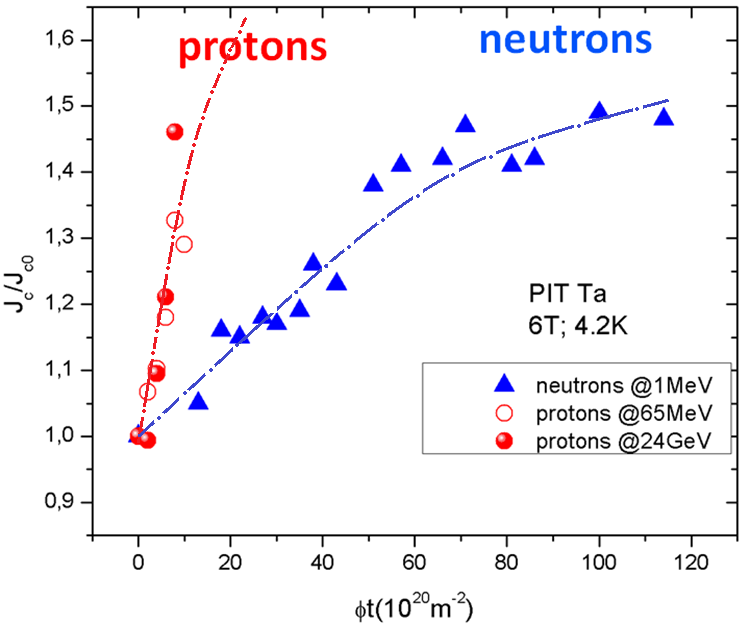 protons
neutrons
1,6
1,5
1,4
1,3
1,2
1,1
1,0
0,9
J_c/J_c0
PIT Ta
6T; 4.2K
neutrons @1MeV
protons @65MeV
protons @24GeV
0 20 40 60 80 100 120
ϕt(10^20m^-2)